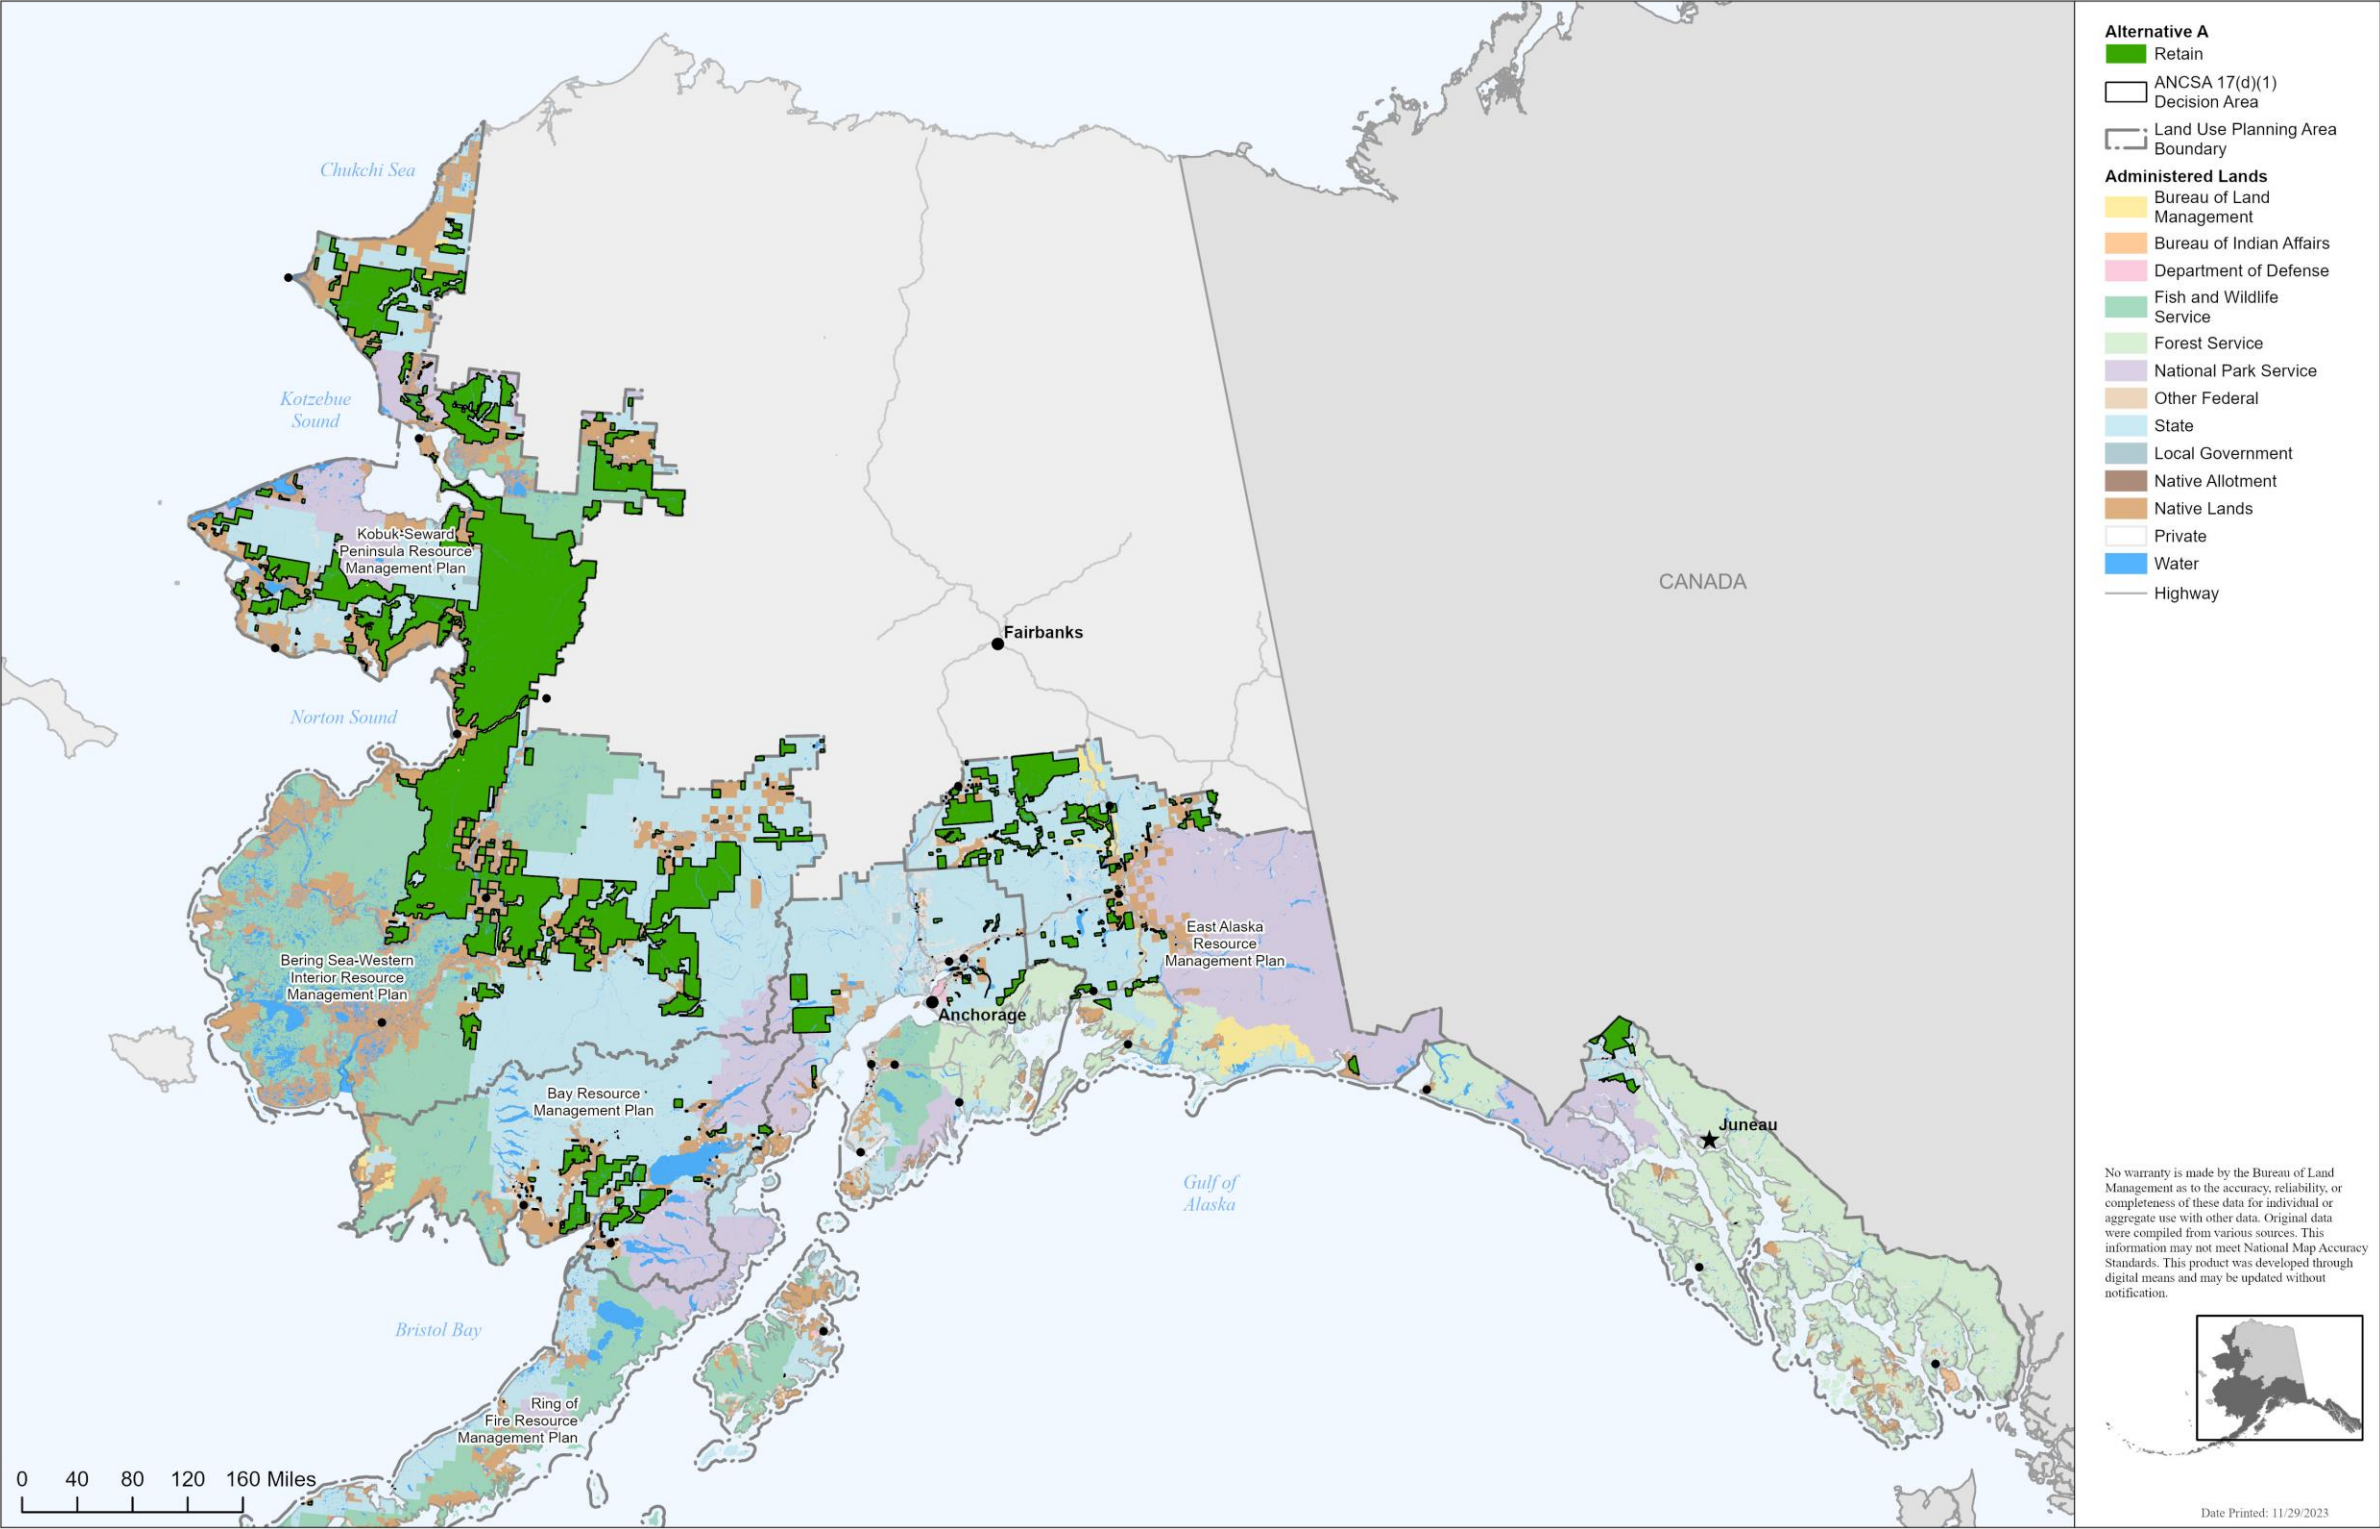 Chukchi Sea
Kotzebue
Sound
Kobuk-Seward
Peninsula Resource
Management Plan
CANADA
Fairbanks
Norton Sound
East Alaska
Resource
Management Plan
Bering Sea-Western
Interior Resource
Management Plan
Anchorage
Bay Resource
Management Plan
Juneau
Gulf of
Alaska
Bristol Bay
Ring of
Fire Resource
Management Plan
0 40 80 120 160 Miles
Alternative A
Retain
ANCSA 17(d)(1)
Decision Area
Land Use Planning Area
Boundary
Administered Lands
Bureau of Land
Management
Bureau of Indian Affairs
Department of Defense
Fish and Wildlife
Service
Forest Service
National Park Service
Other Federal
State
Local Government
Native Allotment
Native Lands
Private
Water
Highway
No warranty is made by the Bureau of Land
Management as to the accuracy, reliability, or
completeness of these data for individual or
aggregate use with other data. Original data
were compiled from various sources. This
information may not meet National Map Accuracy
Standards. This product was developed through
digital means and may be updated without
notification.
Date Printed: 11/29/2023